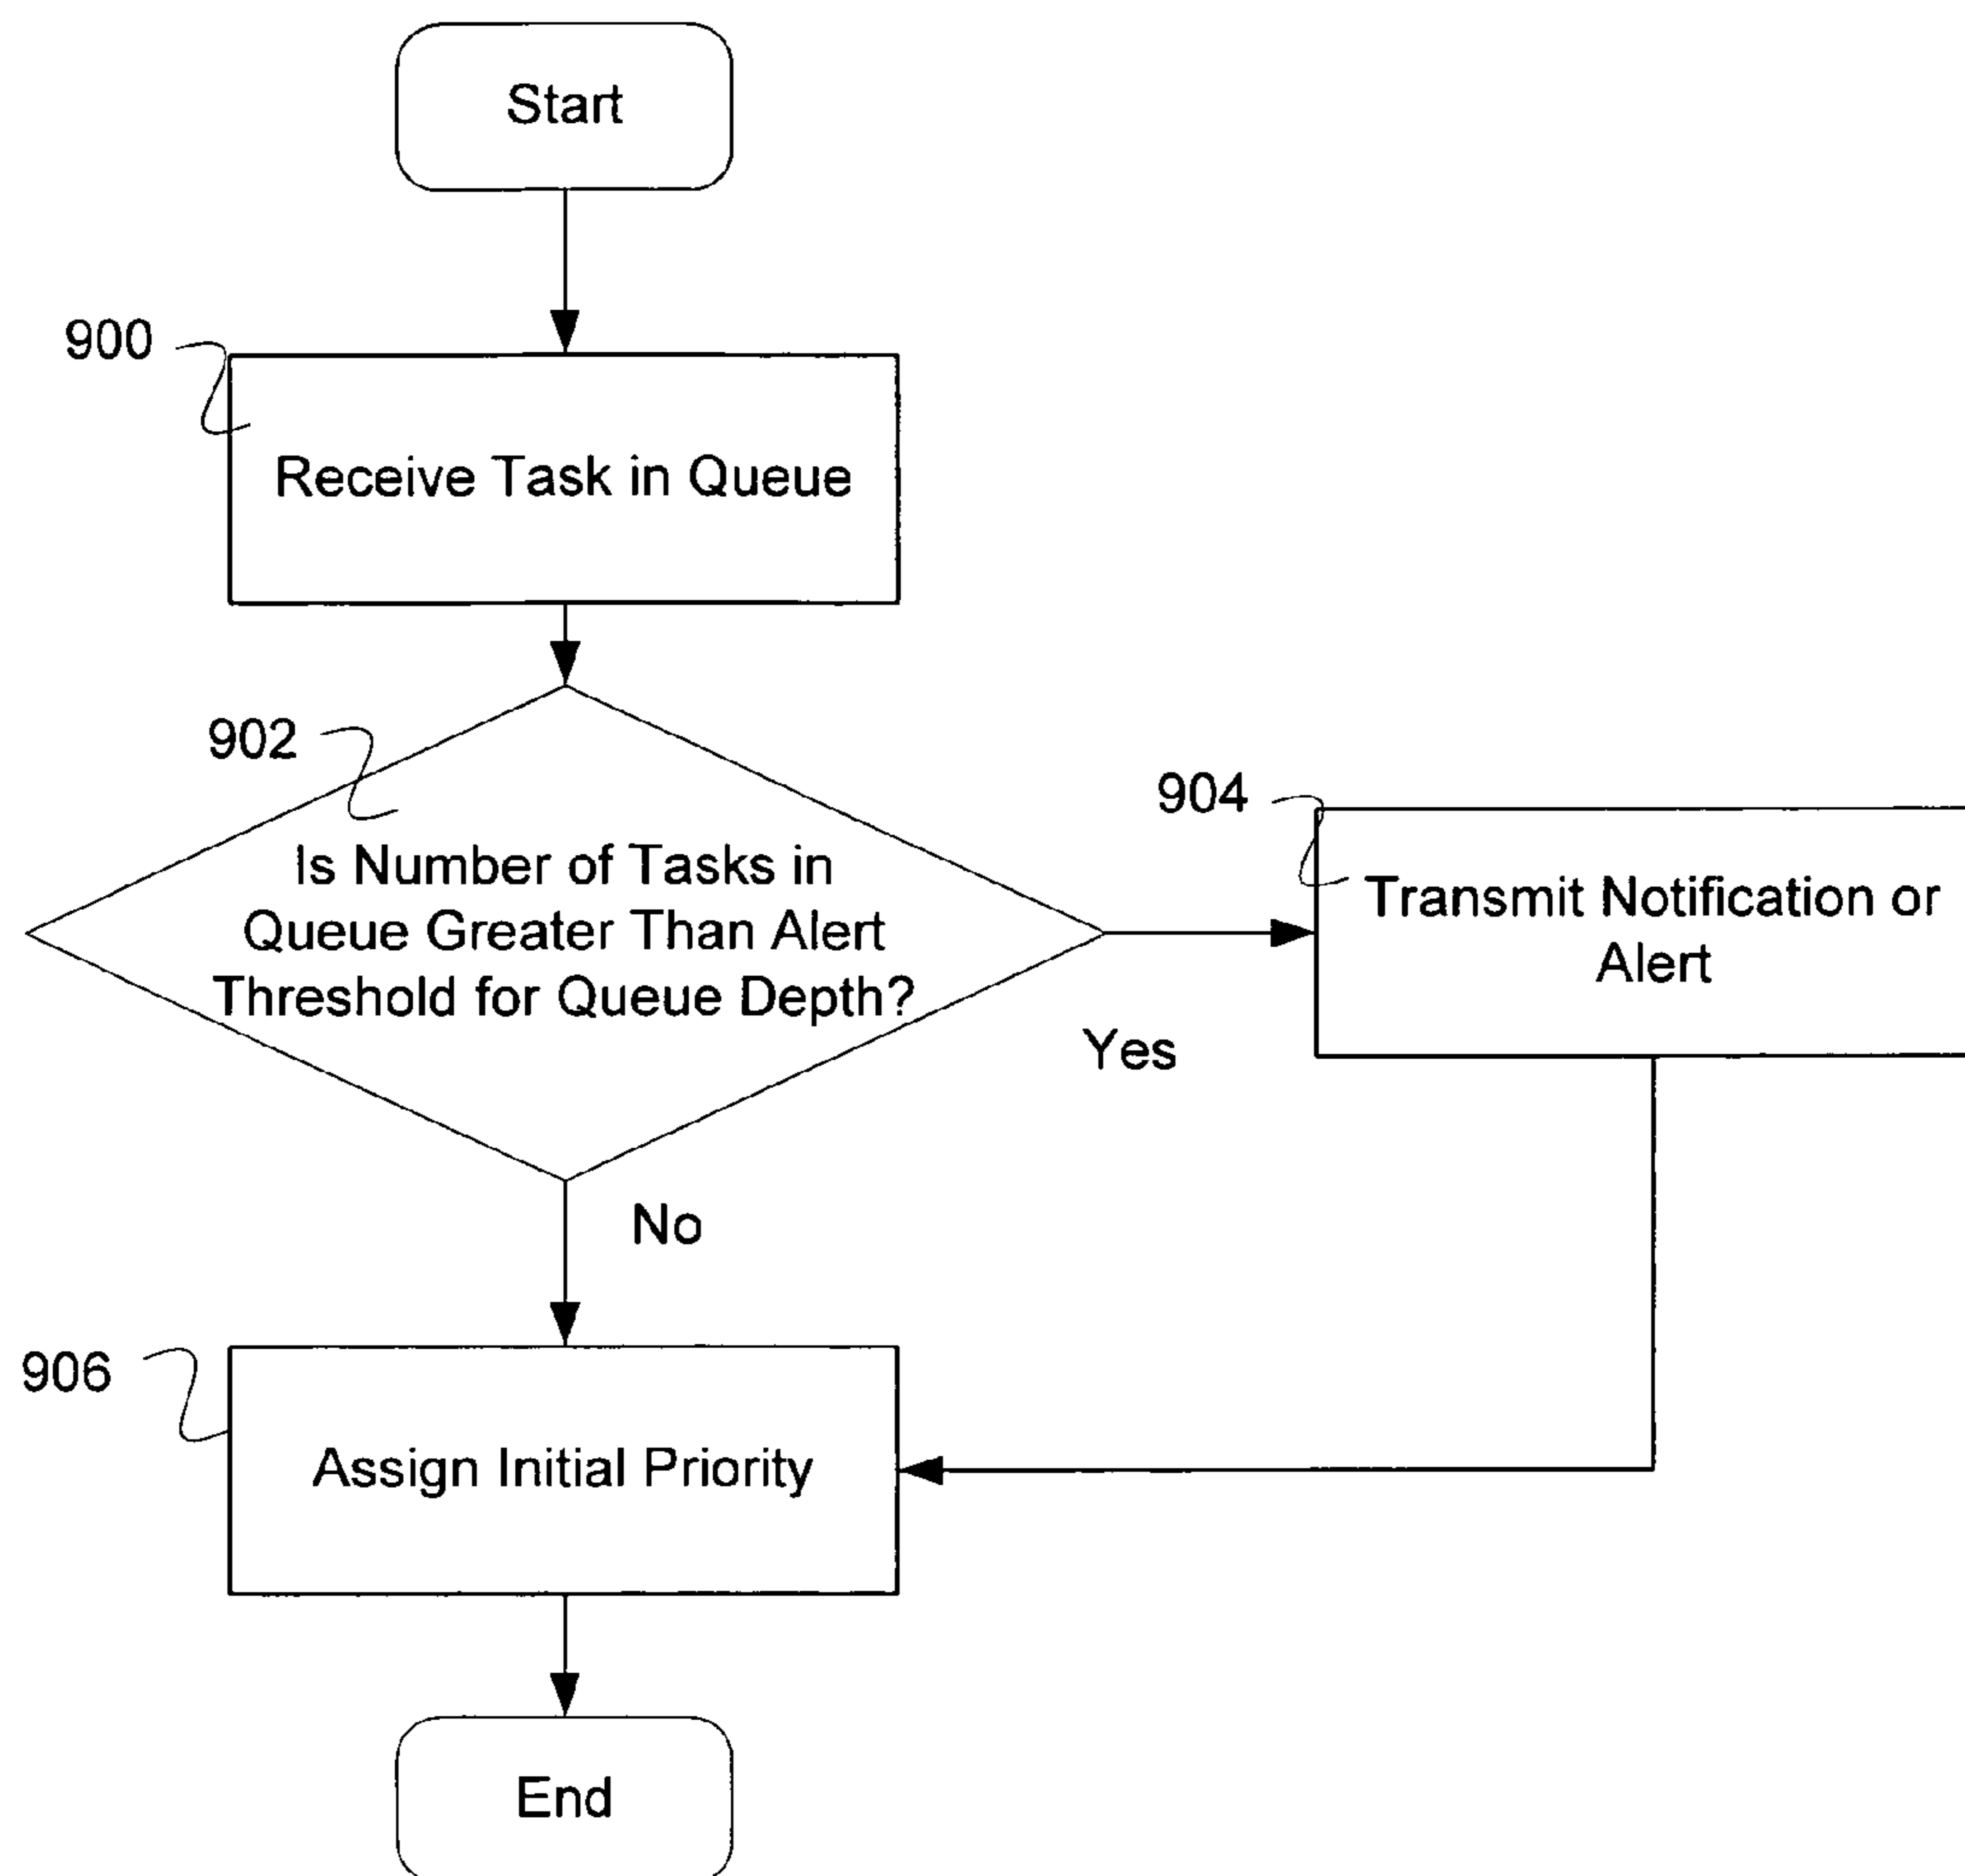 Start
900
Receive Task in Queue
902
Is Number of Tasks in
Queue Greater Than Alert
Threshold for Queue Depth?
904
Transmit Notification or
Alert
Yes
No
906
Assign Initial Priority
End